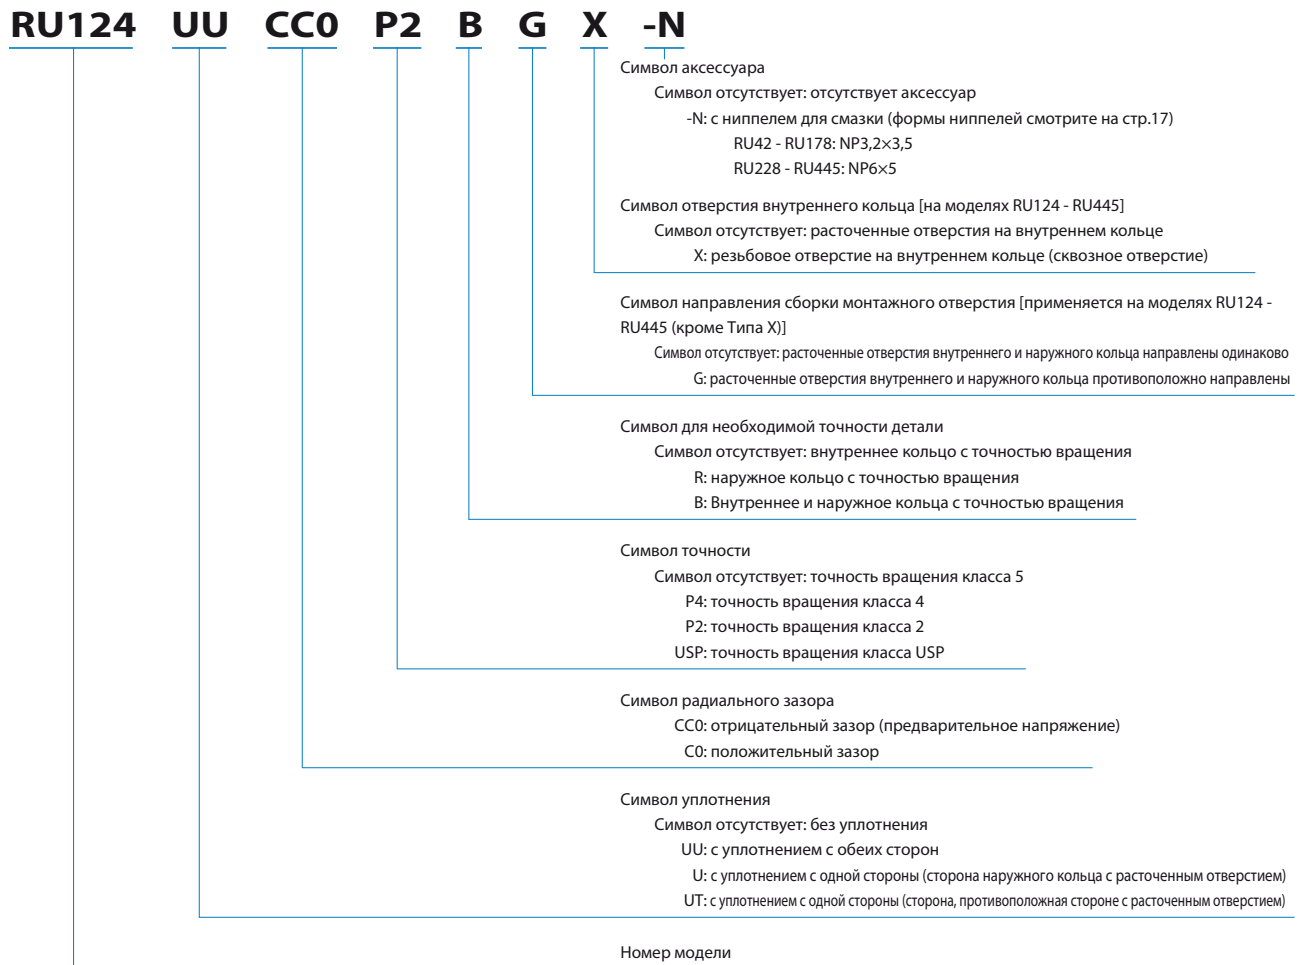 RU124 UU CC0 P2 B G X -N
Символ аксессуара
Символ отсутствует: отсутствует аксессуар
-N: с ниппелем для смазки (формы ниппелей смотрите на стр.17)
RU42 - RU178: NP3,2×3,5
RU228 - RU445: NP6×5
Символ отверстия внутреннего кольца [на моделях RU124 - RU445]
Символ отсутствует: расточенные отверстия на внутреннем кольце
X: резьбовое отверстие на внутреннем кольце (сквозное отверстие)
Символ направления сборки монтажного отверстия [применяется на моделях RU124 -
RU445 (кроме Типа X)]
Символ отсутствует: расточенные отверстия внутреннего и наружного кольца направлены одинаково
G: расточенные отверстия внутреннего и наружного кольца противоположно направлены
Символ для необходимой точности детали
Символ отсутствует: внутреннее кольцо с точностью вращения
R: наружное кольцо с точностью вращения
B: Внутреннее и наружное кольца с точностью вращения
Символ точности
Символ отсутствует: точность вращения класса 5
P4: точность вращения класса 4
P2: точность вращения класса 2
USP: точность вращения класса USP
Символ радиального зазора
CC0: отрицательный зазор (предварительное напряжение)
C0: положительный зазор
Символ уплотнения
Символ отсутствует: без уплотнения
UU: с уплотнением с обеих сторон
U: с уплотнением с одной стороны (сторона наружного кольца с расточенным отверстием)
UT: с уплотнением с одной стороны (сторона, противоположная стороне с расточенным отверстием)
Номер модели